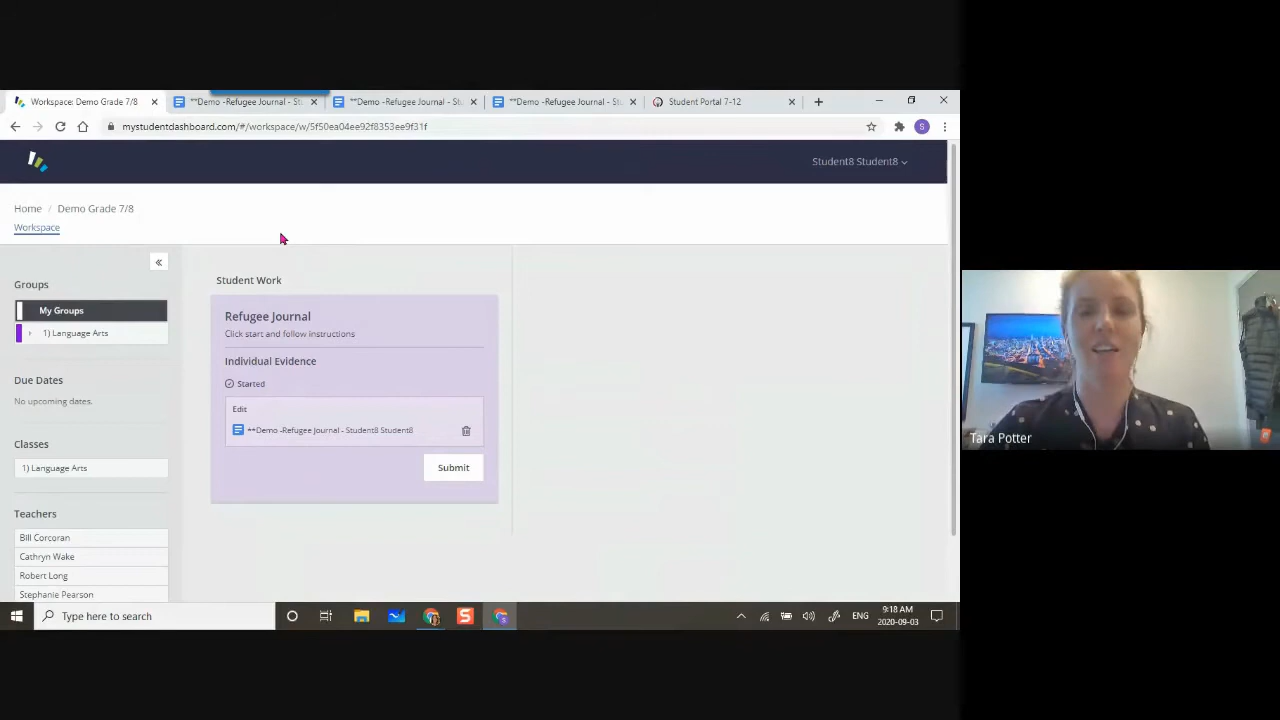 Workspace: Demo Grade 7/8
**Demo -Refugee Journal - St
**Demo -Refugee Journal - St
**Demo -Refugee Journal - St
Student Portal 7-12
mystudentdashboard.com/#/workspace/w/5f50ea04ee92f8353ee9f31f
S
Student8 Student8
Home / Demo Grade 7/8
Workspace
«
Groups
My Groups
1) Language Arts
Due Dates
No upcoming dates.
Classes
1) Language Arts
Teachers
Bill Corcoran
Cathryn Wake
Robert Long
Stephanie Pearson
Student Work
Refugee Journal
Click start and follow instructions
Individual Evidence
Started
Edit
**Demo -Refugee Journal - Student8 Student8
Submit
Tara Potter
Type here to search
ENG
9:18 AM
2020-09-03